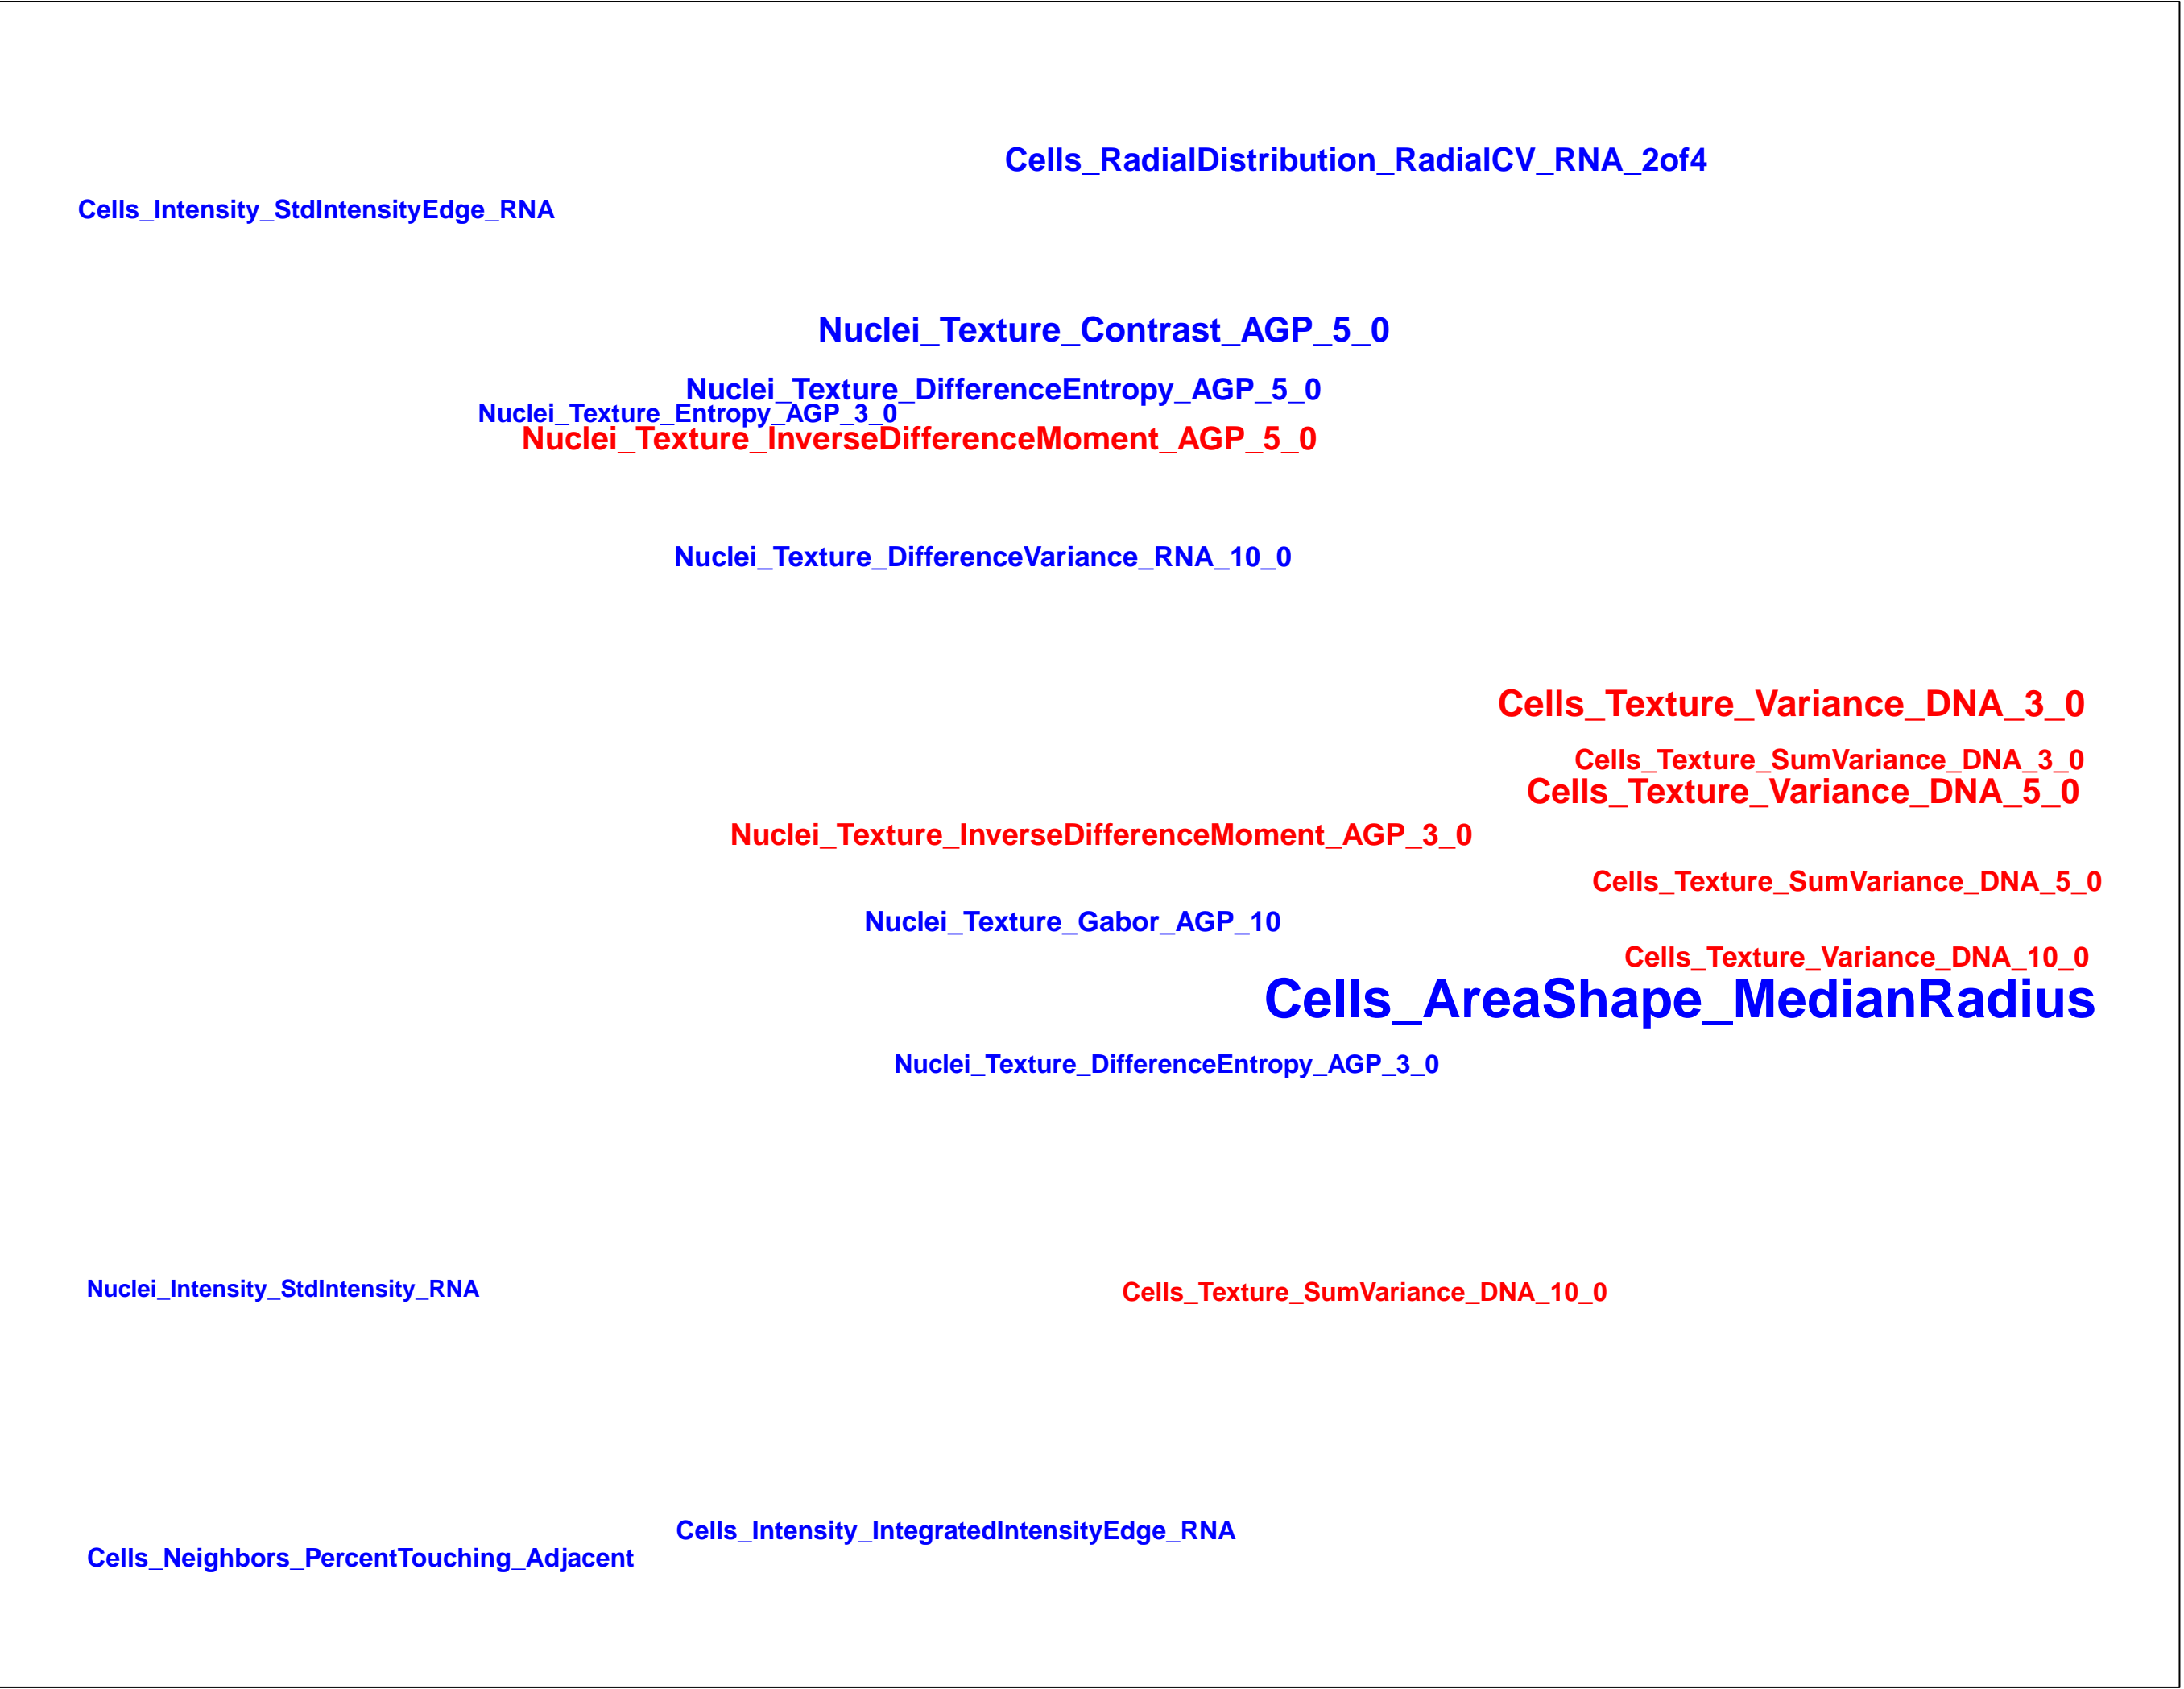 Cells_RadialDistribution_RadialCV_RNA_2of4
Cells_Intensity_StdIntensityEdge_RNA
Nuclei_Texture_Contrast_AGP_5_0
Nuclei_Texture_DifferenceEntropy_AGP_5_0
Nuclei_Texture_Entropy_AGP_3_0
Nuclei_Texture_InverseDifferenceMoment_AGP_5_0
Nuclei_Texture_DifferenceVariance_RNA_10_0
Cells_Texture_Variance_DNA_3_0
Cells_Texture_SumVariance_DNA_3_0
Cells_Texture_Variance_DNA_5_0
Nuclei_Texture_InverseDifferenceMoment_AGP_3_0
Cells_Texture_SumVariance_DNA_5_0
Nuclei_Texture_Gabor_AGP_10
Cells_Texture_Variance_DNA_10_0
Cells_AreaShape_MedianRadius
Nuclei_Texture_DifferenceEntropy_AGP_3_0
Nuclei_Intensity_StdIntensity_RNA
Cells_Texture_SumVariance_DNA_10_0
Cells_Intensity_IntegratedIntensityEdge_RNA
Cells_Neighbors_PercentTouching_Adjacent